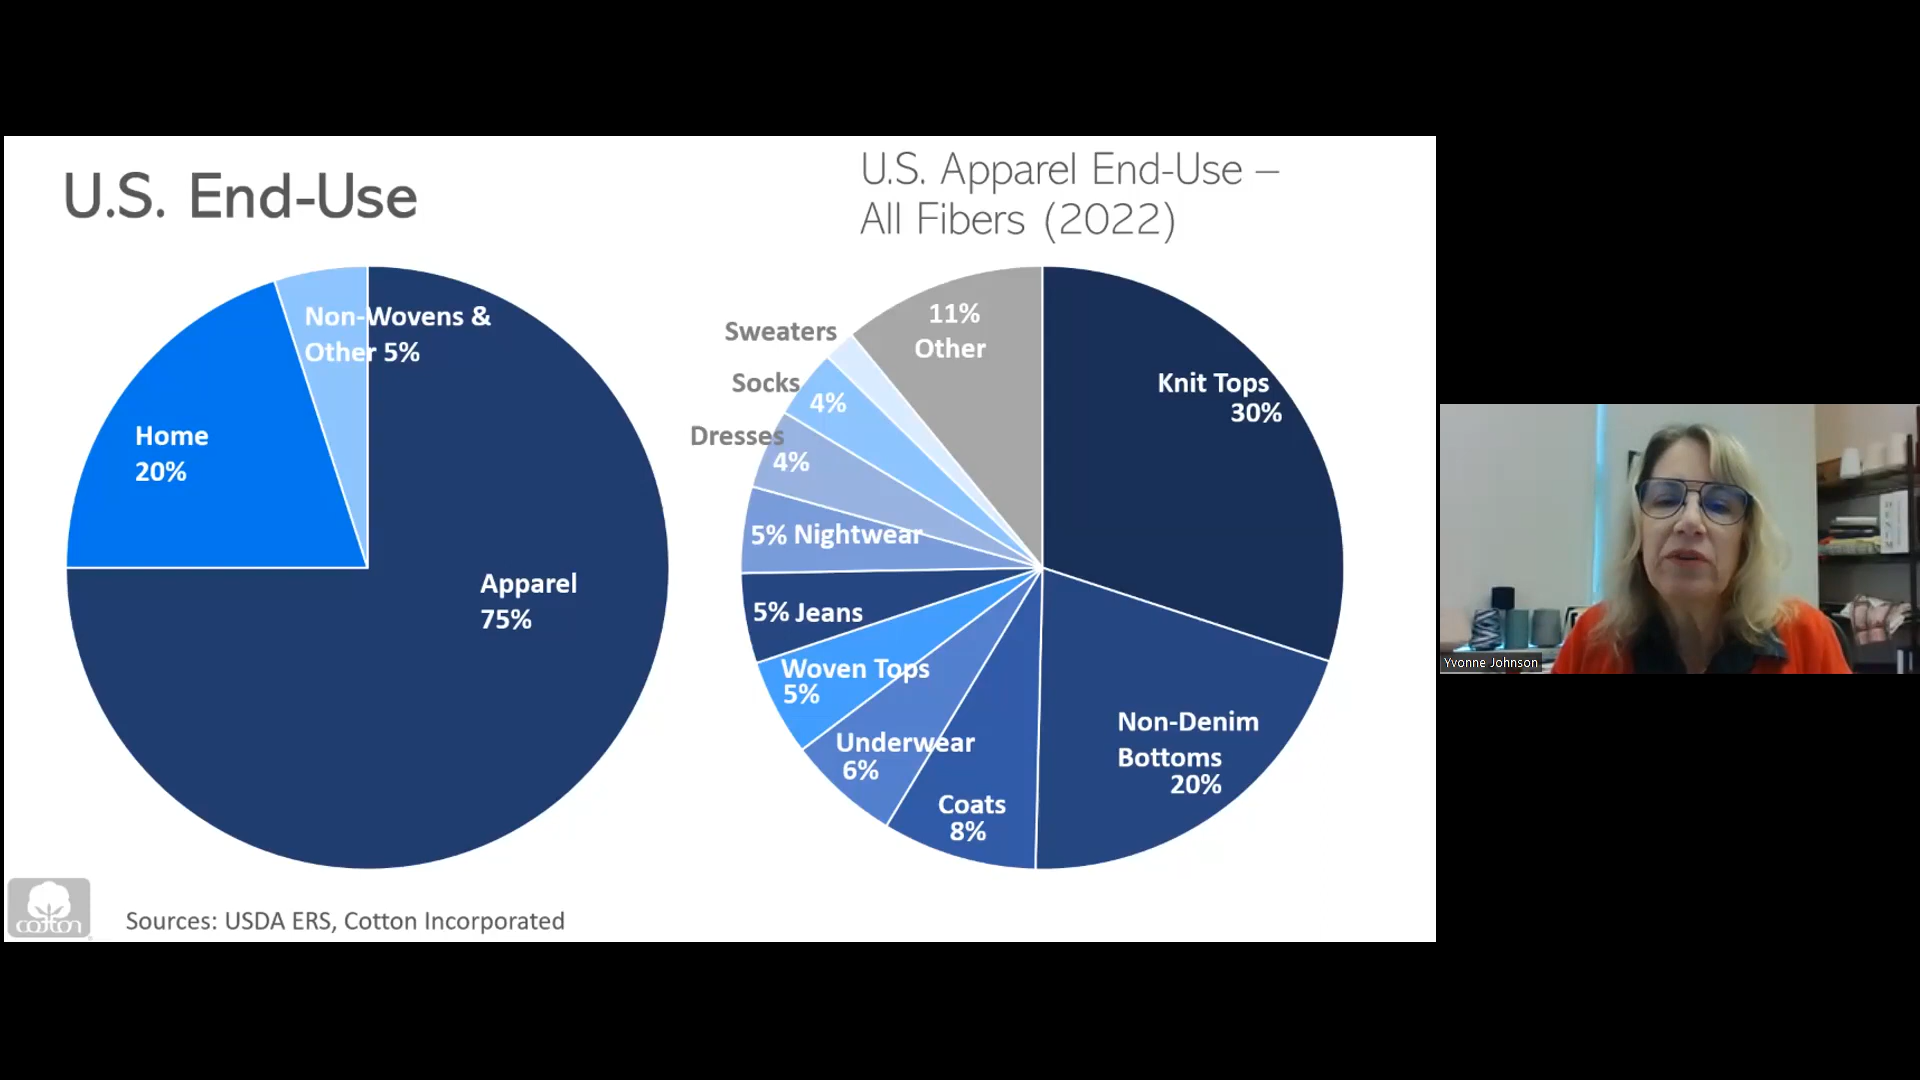 U.S. End-Use
Non-Wovens &
Other 5%
Home
20%
Apparel
75%
U.S. Apparel End-Use –
All Fibers (2022)
11%
Other
Sweaters
Socks
4%
Dresses
4%
5% Nightwear
5% Jeans
Woven Tops
5%
Underwear
6%
Coats
8%
Knit Tops
30%
Non-Denim
Bottoms
20%
cotton
Sources: USDA ERS, Cotton Incorporated
Yvonne Johnson